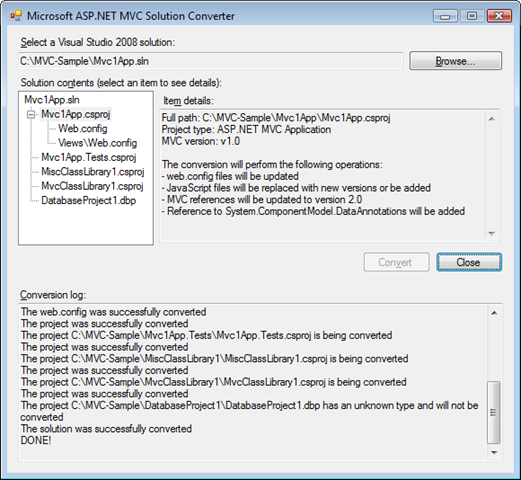 Microsoft ASP.NET MVC Solution Converter
Select a Visual Studio 2008 solution:
C:\MVC-Sample\Mvc1App.sln
Browse...
Solution contents (select an item to see details):
Mvc1App.sln
Mvc1App.csproj
Web.config
Views\Web.config
Mvc1App.Tests.csproj
MiscClassLibrary1.csproj
MvcClassLibrary1.csproj
DatabaseProject1.dbp
Item details:
Full path: C:\MVC-Sample\Mvc1App\Mvc1App.csproj
Project type: ASP.NET MVC Application
MVC version: v1.0
The conversion will perform the following operations:
- web.config files will be updated
- JavaScript files will be replaced with new versions or be added
- MVC references will be updated to version 2.0
- Reference to System.ComponentModel.DataAnnotations will be added
Convert
Close
Conversion log:
The web.config was successfully converted
The project was successfully converted
The project C:\MVC-Sample\Mvc1App.Tests\Mvc1App.Tests.csproj is being converted
The project was successfully converted
The project C:\MVC-Sample\MiscClassLibrary1\MiscClassLibrary1.csproj is being converted
The project was successfully converted
The project C:\MVC-Sample\MvcClassLibrary1\MvcClassLibrary1.csproj is being converted
The project was successfully converted
The project C:\MVC-Sample\DatabaseProject1\DatabaseProject1.dbp has an unknown type and will not be
converted
The solution was successfully converted
DONE!